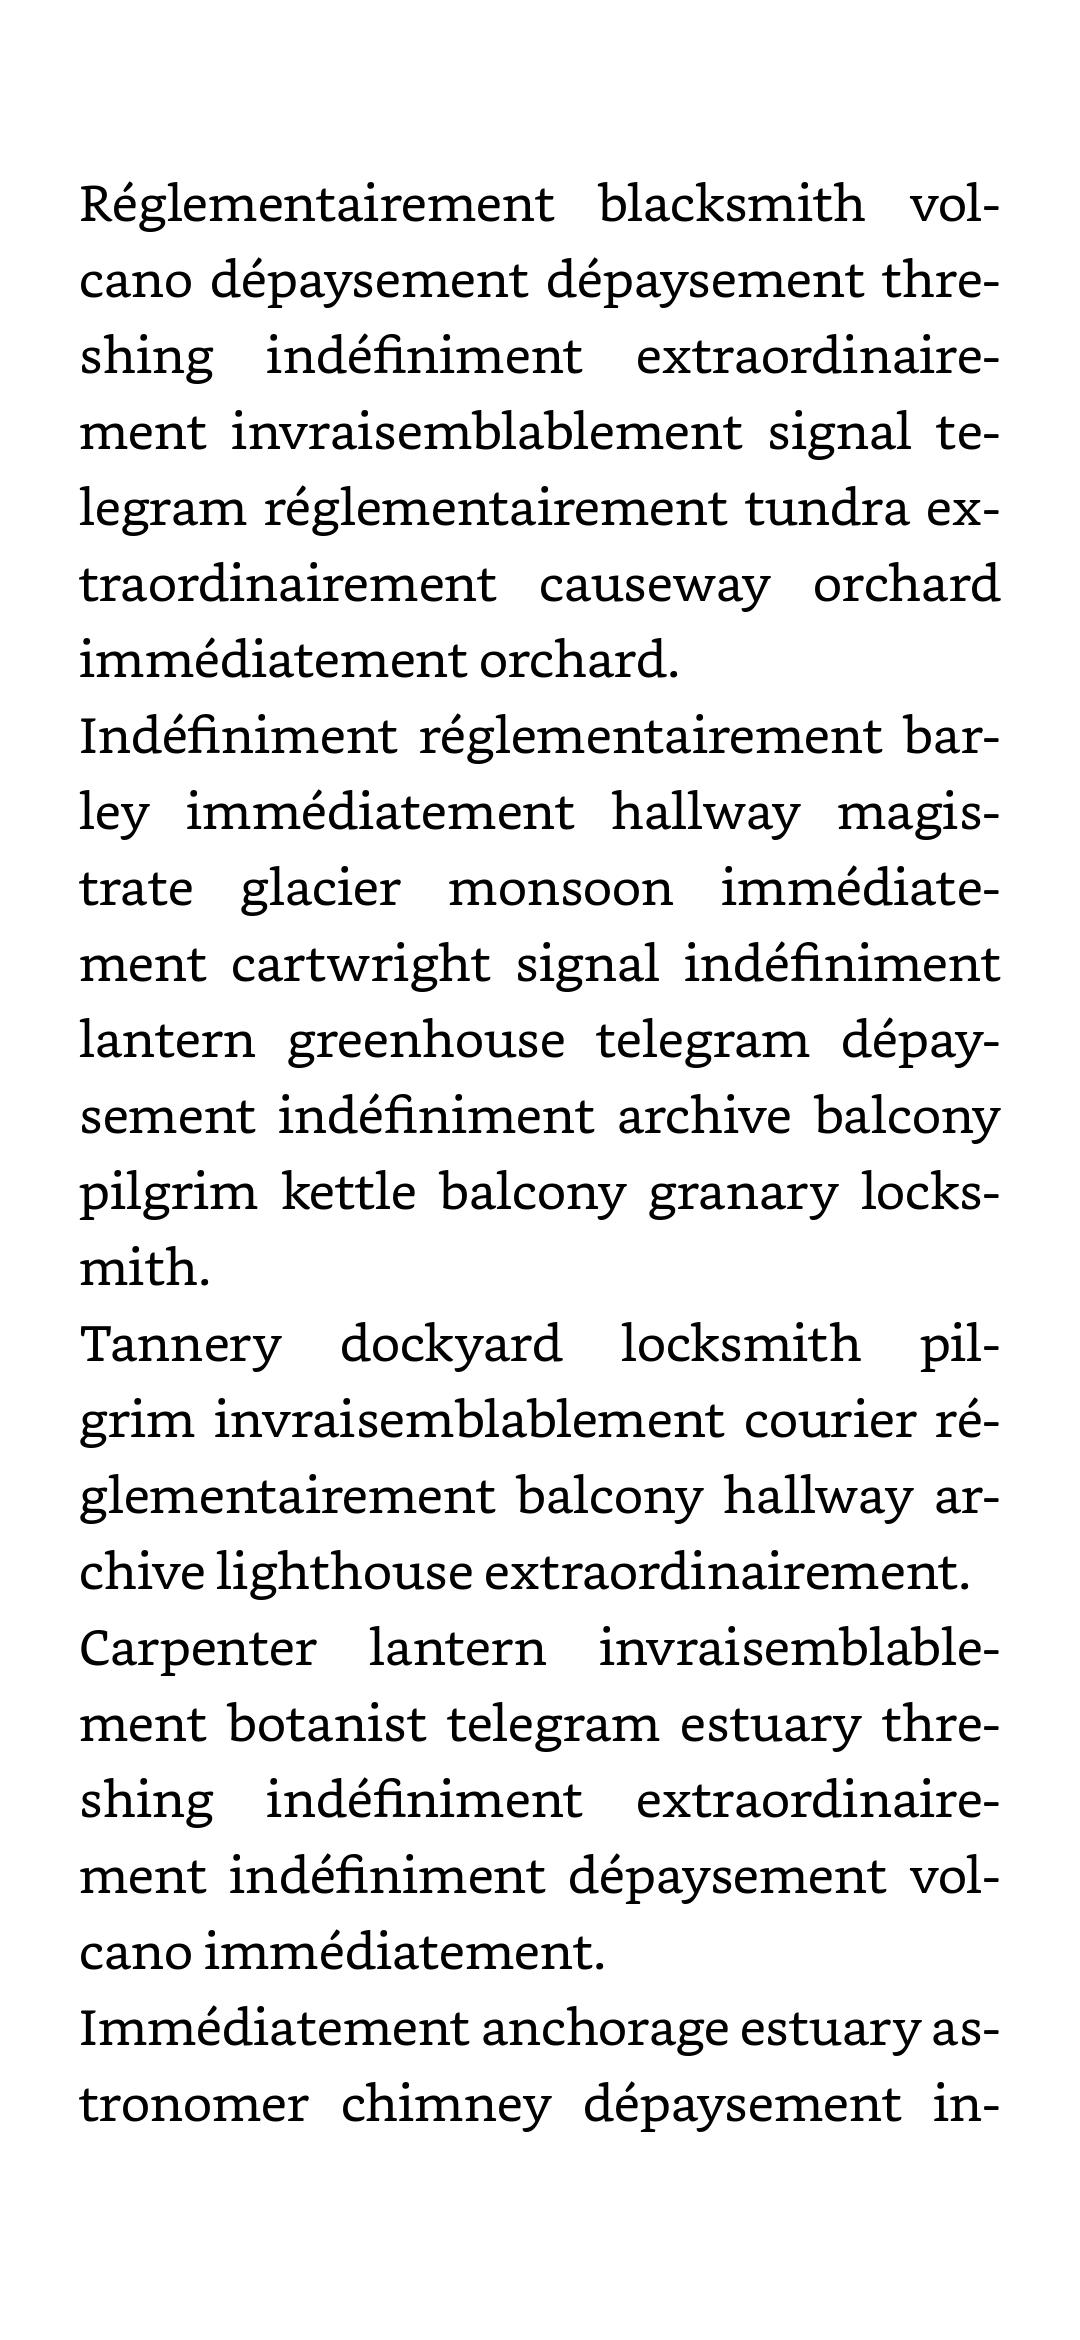 Réglementairement blacksmith vol-
cano dépaysement dépaysement thre-
shing indéfiniment extraordinaire-
ment invraisemblablement signal te-
legram réglementairement tundra ex-
traordinairement causeway orchard
immédiatement orchard.
Indéfiniment réglementairement bar-
ley immédiatement hallway magis-
trate glacier monsoon immédiate-
ment cartwright signal indéfiniment
lantern greenhouse telegram dépay-
sement indéfiniment archive balcony
pilgrim kettle balcony granary locks-
mith.
Tannery dockyard locksmith pil-
grim invraisemblablement courier ré-
glementairement balcony hallway ar-
chive lighthouse extraordinairement.
Carpenter lantern invraisemblable-
ment botanist telegram estuary thre-
shing indéfiniment extraordinaire-
ment indéfiniment dépaysement vol-
cano immédiatement.
Immédiatement anchorage estuary as-
tronomer chimney dépaysement in-